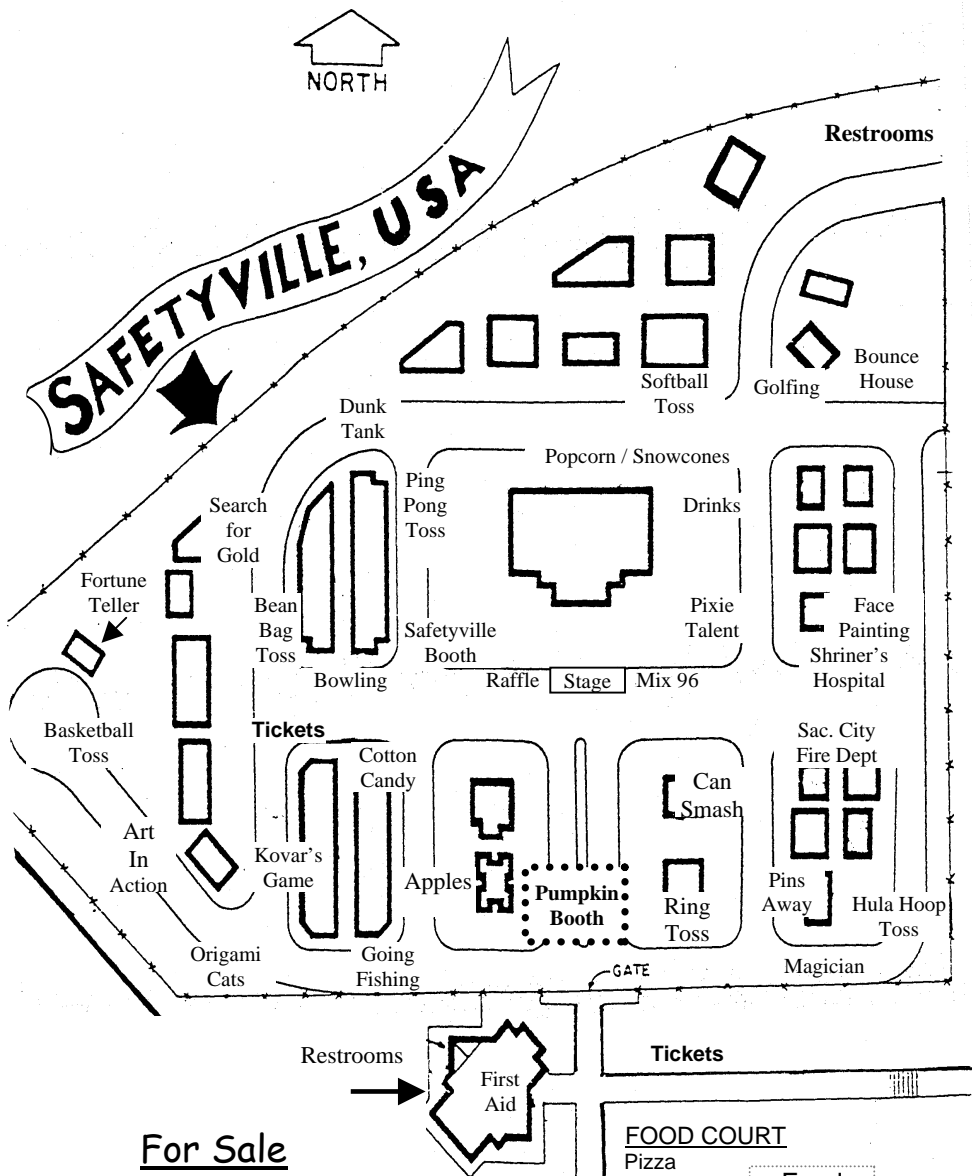 NORTH
SAFETYVILLE, USA
Restrooms
Softball
Toss
Golfing
Bounce
House
Dunk
Tank
Popcorn / Snowcones
Ping
Pong
Toss
Drinks
Search
for
Gold
Fortune
Teller
Bean
Bag
Toss
Safetyville
Booth
Pixie
Talent
Face
Painting
Shriner's
Hospital
Bowling
Raffle
Stage
Mix 96
Basketball
Toss
Tickets
Cotton
Candy
Sac. City
Fire Dept
Can
Smash
Art
In
Action
Kovar's
Game
Apples
Pumpkin
Booth
Ring
Toss
Pins
Away
Hula Hoop
Toss
Origami
Cats
Going
Fishing
GATE
Magician
Restrooms
First
Aid
Tickets
For Sale
FOOD COURT
Pizza